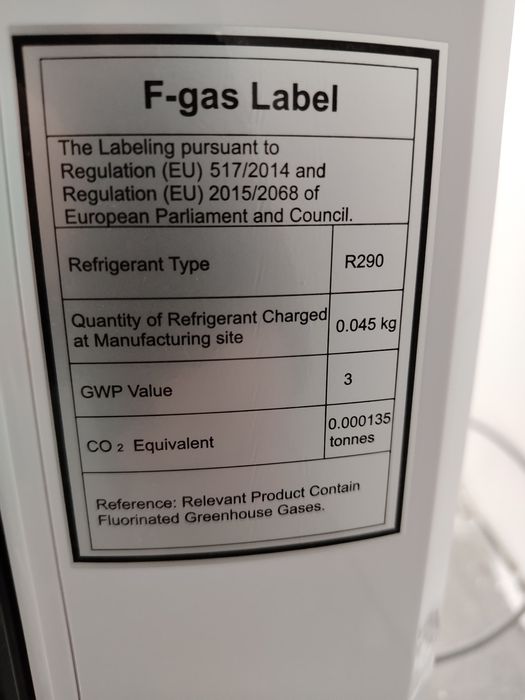 F-gas Label
The Labeling pursuant to
Regulation (EU) 517/2014 and
Regulation (EU) 2015/2068 of
European Parliament and Council.
Refrigerant Type R290
Quantity of Refrigerant Charged
at Manufacturing site 0.045 kg
GWP Value 3
CO 2 Equivalent 0.000135
tonnes
Reference: Relevant Product Contain
Fluorinated Greenhouse Gases.